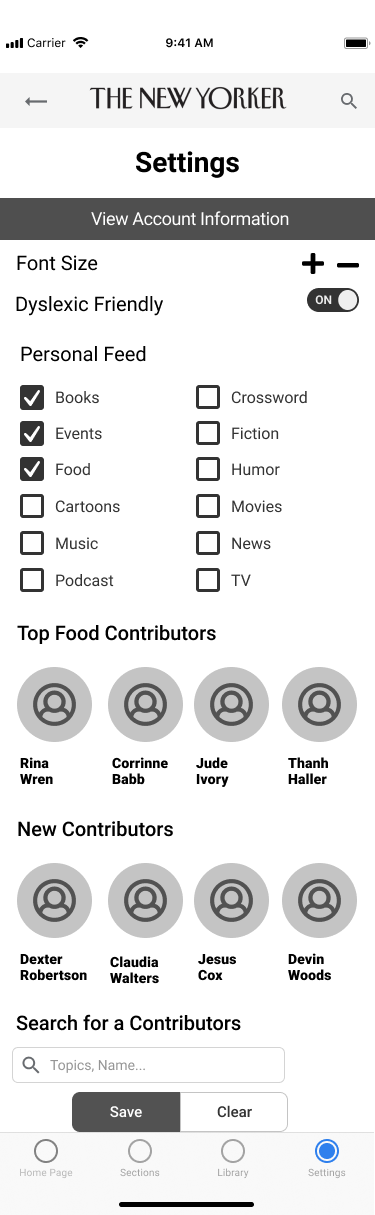 Carrier 9:41 AM
THE NEW YORKER
Settings
View Account Information
Font Size
Dyslexic Friendly ON
Personal Feed
Books Crossword
Events Fiction
Food Humor
Cartoons Movies
Music News
Podcast TV
Top Food Contributors
Rina Corrinne Jude Thanh
Wren Babb Ivory Haller
New Contributors
Dexter Claudia Jesus Devin
Robertson Walters Cox Woods
Search for a Contributors
Topics, Name...
Save Clear
Home Page Sections Library Settings